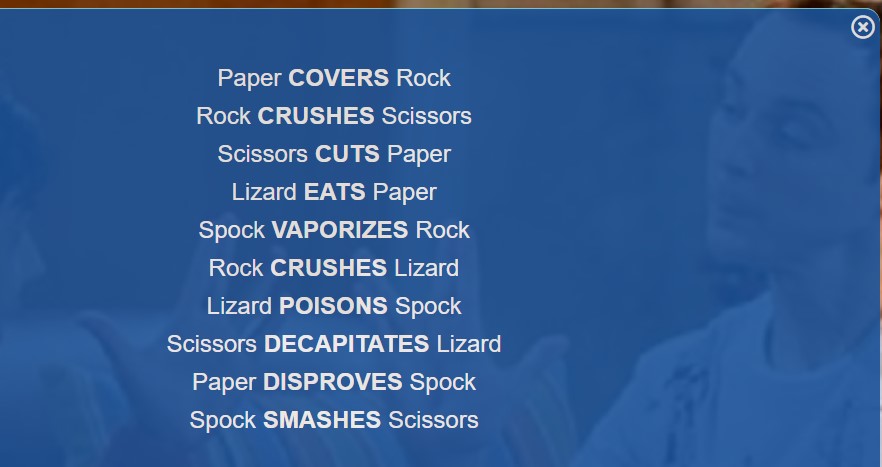 Paper COVERS Rock
Rock CRUSHES Scissors
Scissors CUTS Paper
Lizard EATS Paper
Spock VAPORIZES Rock
Rock CRUSHES Lizard
Lizard POISONS Spock
Scissors DECAPITATES Lizard
Paper DISPROVES Spock
Spock SMASHES Scissors